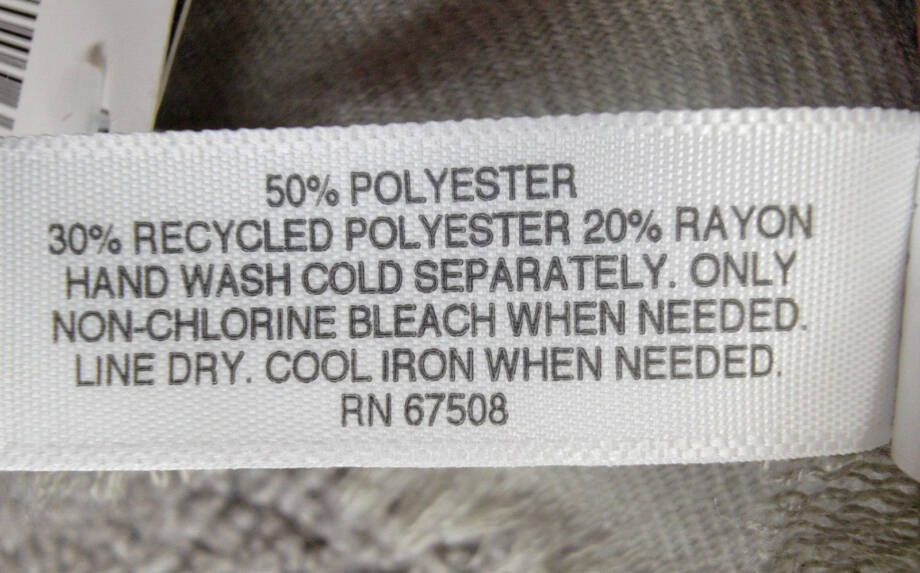 50% POLYESTER
30% RECYCLED POLYESTER 20% RAYON
HAND WASH COLD SEPARATELY. ONLY
NON-CHLORINE BLEACH WHEN NEEDED.
LINE DRY. COOL IRON WHEN NEEDED.
RN 67508